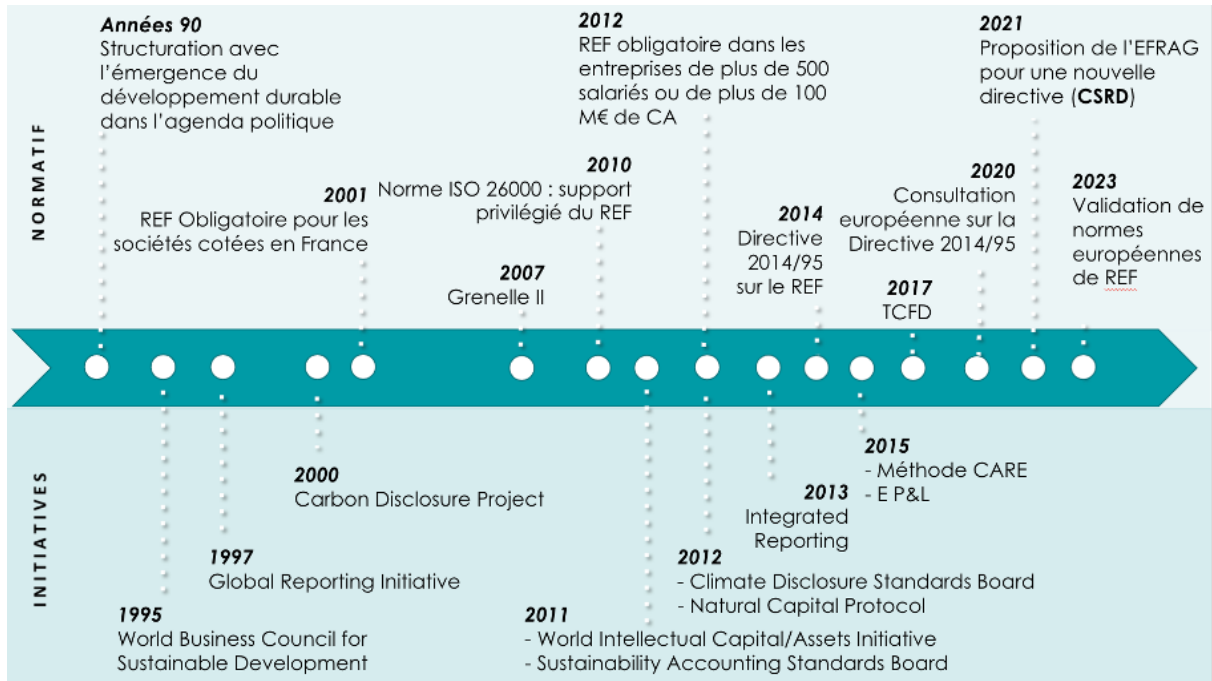 NORMATIF
Années 90
Structuration avec
l'émergence du
développement durable
dans l'agenda politique
2001
REF Obligatoire pour les
sociétés cotées en France
2007
Grenelle II
2010
Norme ISO 26000 : support
privilégié du REF
2012
REF obligatoire dans les
entreprises de plus de 500
salariés ou de plus de 100
M€ de CA
2014
Directive
2014/95
sur le REF
2017
TCFD
2020
Consultation
européenne sur la
Directive 2014/95
2021
Proposition de l'EFRAG
pour une nouvelle
directive (CSRD)
2023
Validation de
normes
européennes
de REF
INITIATIVES
1995
World Business Council for
Sustainable Development
1997
Global Reporting Initiative
2000
Carbon Disclosure Project
2011
- World Intellectual Capital/Assets Initiative
- Sustainability Accounting Standards Board
2012
- Climate Disclosure Standards Board
- Natural Capital Protocol
2013
Integrated
Reporting
2015
- Méthode CARE
- E P&L